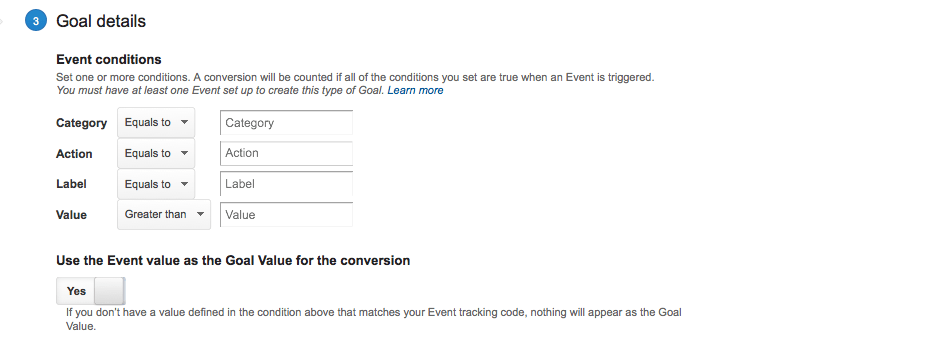 3 Goal details
Event conditions
Set one or more conditions. A conversion will be counted if all of the conditions you set are true when an Event is triggered.
You must have at least one Event set up to create this type of Goal. Learn more
Category Equals to Category
Action Equals to Action
Label Equals to Label
Value Greater than Value
Use the Event value as the Goal Value for the conversion
Yes
If you don't have a value defined in the condition above that matches your Event tracking code, nothing will appear as the Goal
Value.